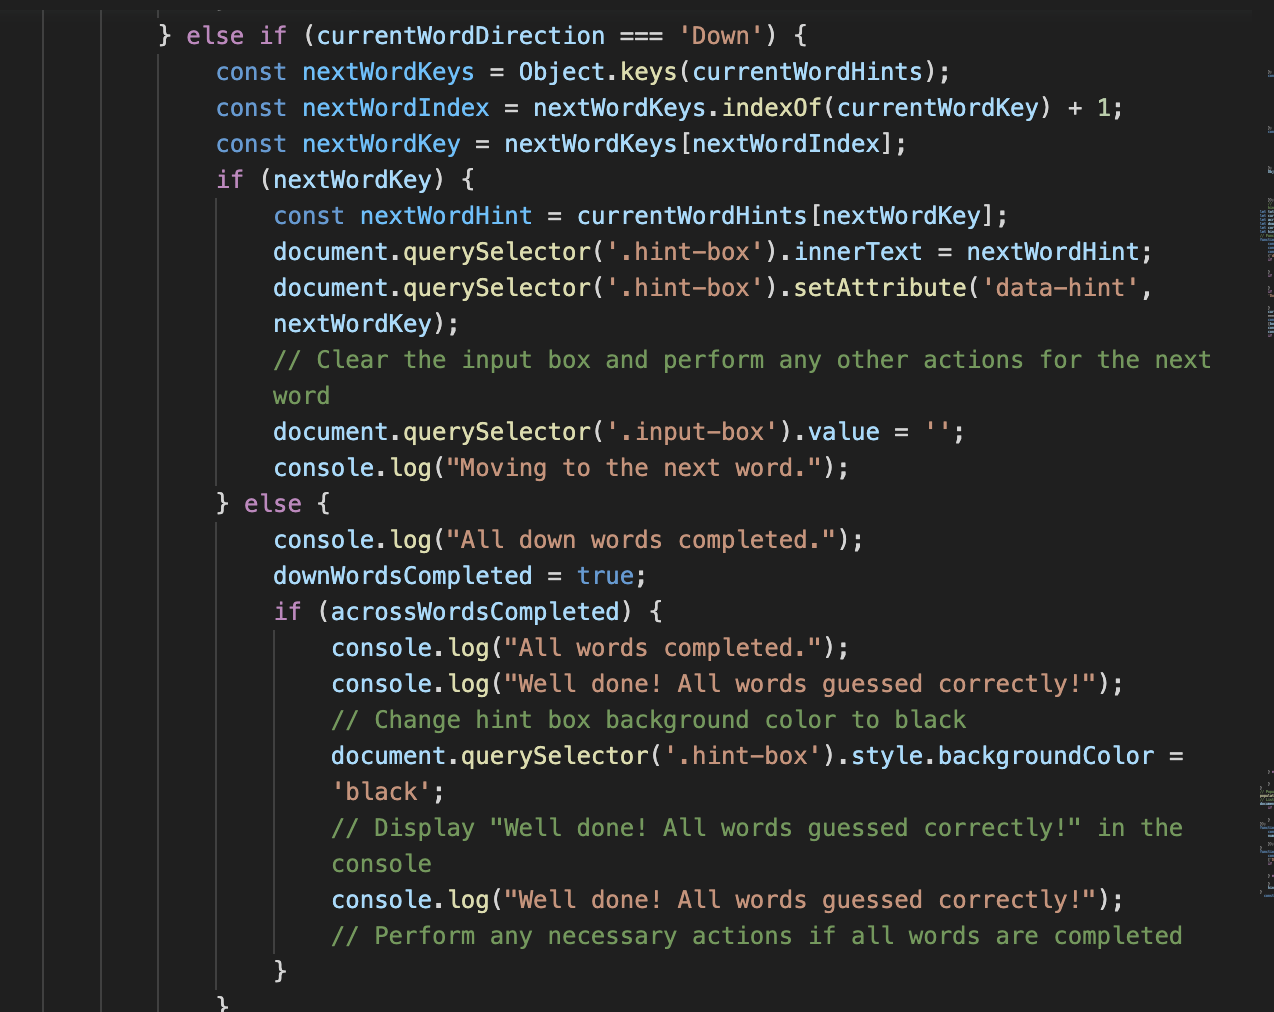 } else if (currentWordDirection === 'Down') {
const nextWordKeys = Object.keys(currentWordHints);
const nextWordIndex = nextWordKeys.indexOf(currentWordKey) + 1;
const nextWordKey = nextWordKeys[nextWordIndex];
if (nextWordKey) {
const nextWordHint = currentWordHints[nextWordKey];
document.querySelector('.hint-box').innerText = nextWordHint;
document.querySelector('.hint-box').setAttribute('data-hint',
nextWordKey);
// Clear the input box and perform any other actions for the next
word
document.querySelector('.input-box').value = '';
console.log("Moving to the next word.");
} else {
console.log("All down words completed.");
downWordsCompleted = true;
if (acrossWordsCompleted) {
console.log("All words completed.");
console.log("Well done! All words guessed correctly!");
// Change hint box background color to black
document.querySelector('.hint-box').style.backgroundColor =
'black';
// Display "Well done! All words guessed correctly!" in the
console
console.log("Well done! All words guessed correctly!");
// Perform any necessary actions if all words are completed
}
}